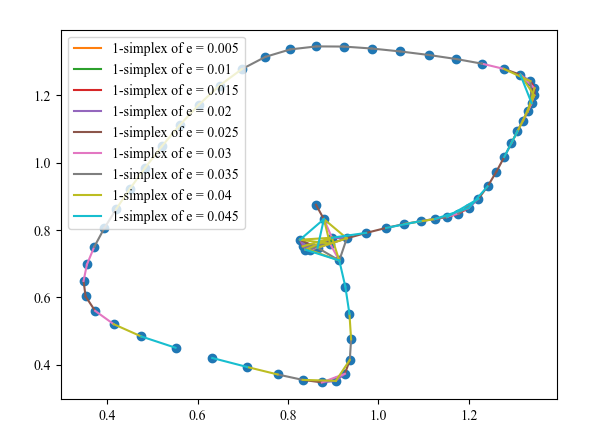 1-simplex of e = 0.005
1-simplex of e = 0.01
1-simplex of e = 0.015
1-simplex of e = 0.02
1-simplex of e = 0.025
1-simplex of e = 0.03
1-simplex of e = 0.035
1-simplex of e = 0.04
1-simplex of e = 0.045
1.2
1.0
0.8
0.6
0.4
0.4 0.6 0.8 1.0 1.2